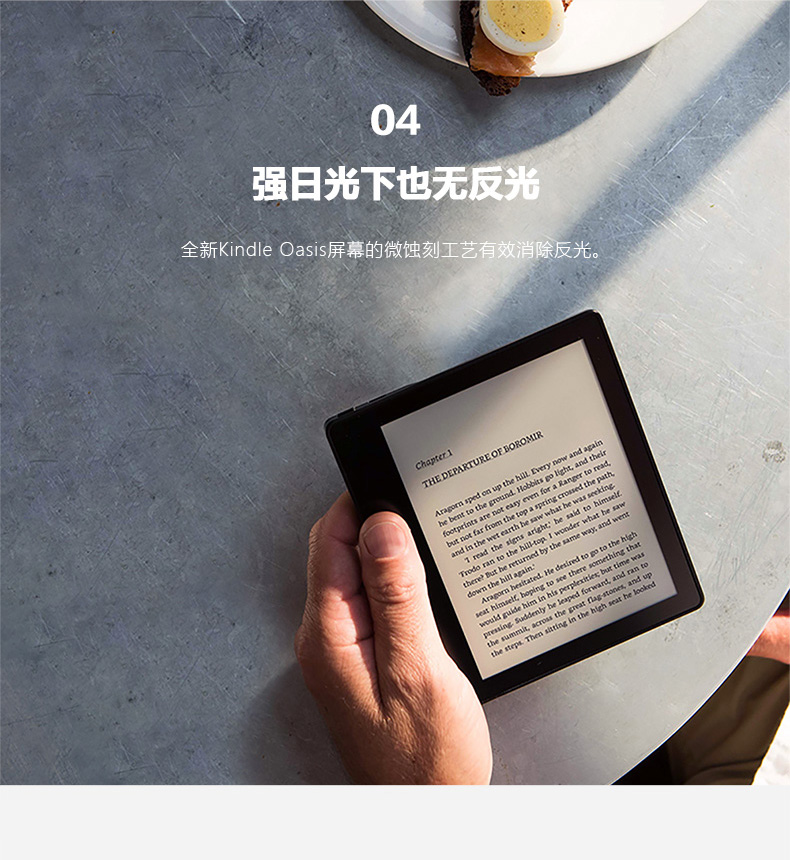 04
强日光下也无反光
全新Kindle Oasis屏幕的微蚀刻工艺有效消除反光。
Chapter 1
THE DEPARTURE OF BOROMIR
Aragorn sped on up the hill. Every now and again
he bent to the ground. Hobbits go light, and their
footprints are not easy even for a Ranger to read,
but not far from the top a spring crossed the path,
and in the wet earth he saw what he was seeking.
'I read the signs aright,' he said to himself.
'Frodo ran to the hill-top. I wonder what he saw
there? But he returned by the same way, and went
down the hill again.'
Aragorn hesitated. He desired to go to the high
seat himself, hoping to see there something that
would guide him in his perplexities; but time was
pressing. Suddenly he leaped forward, and ran to
the summit, across the great flag-stones, and up
the steps. Then sitting in the high seat he looked